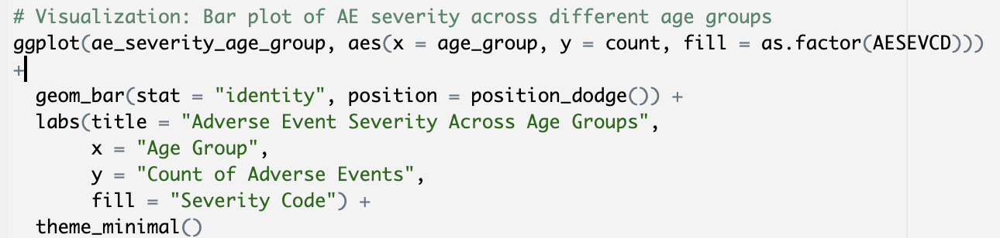 # Visualization: Bar plot of AE severity across different age groups
ggplot(ae_severity_age_group, aes(x = age_group, y = count, fill = as.factor(AESEVCD)))
+
  geom_bar(stat = "identity", position = position_dodge()) +
  labs(title = "Adverse Event Severity Across Age Groups",
       x = "Age Group",
       y = "Count of Adverse Events",
       fill = "Severity Code") +
  theme_minimal()